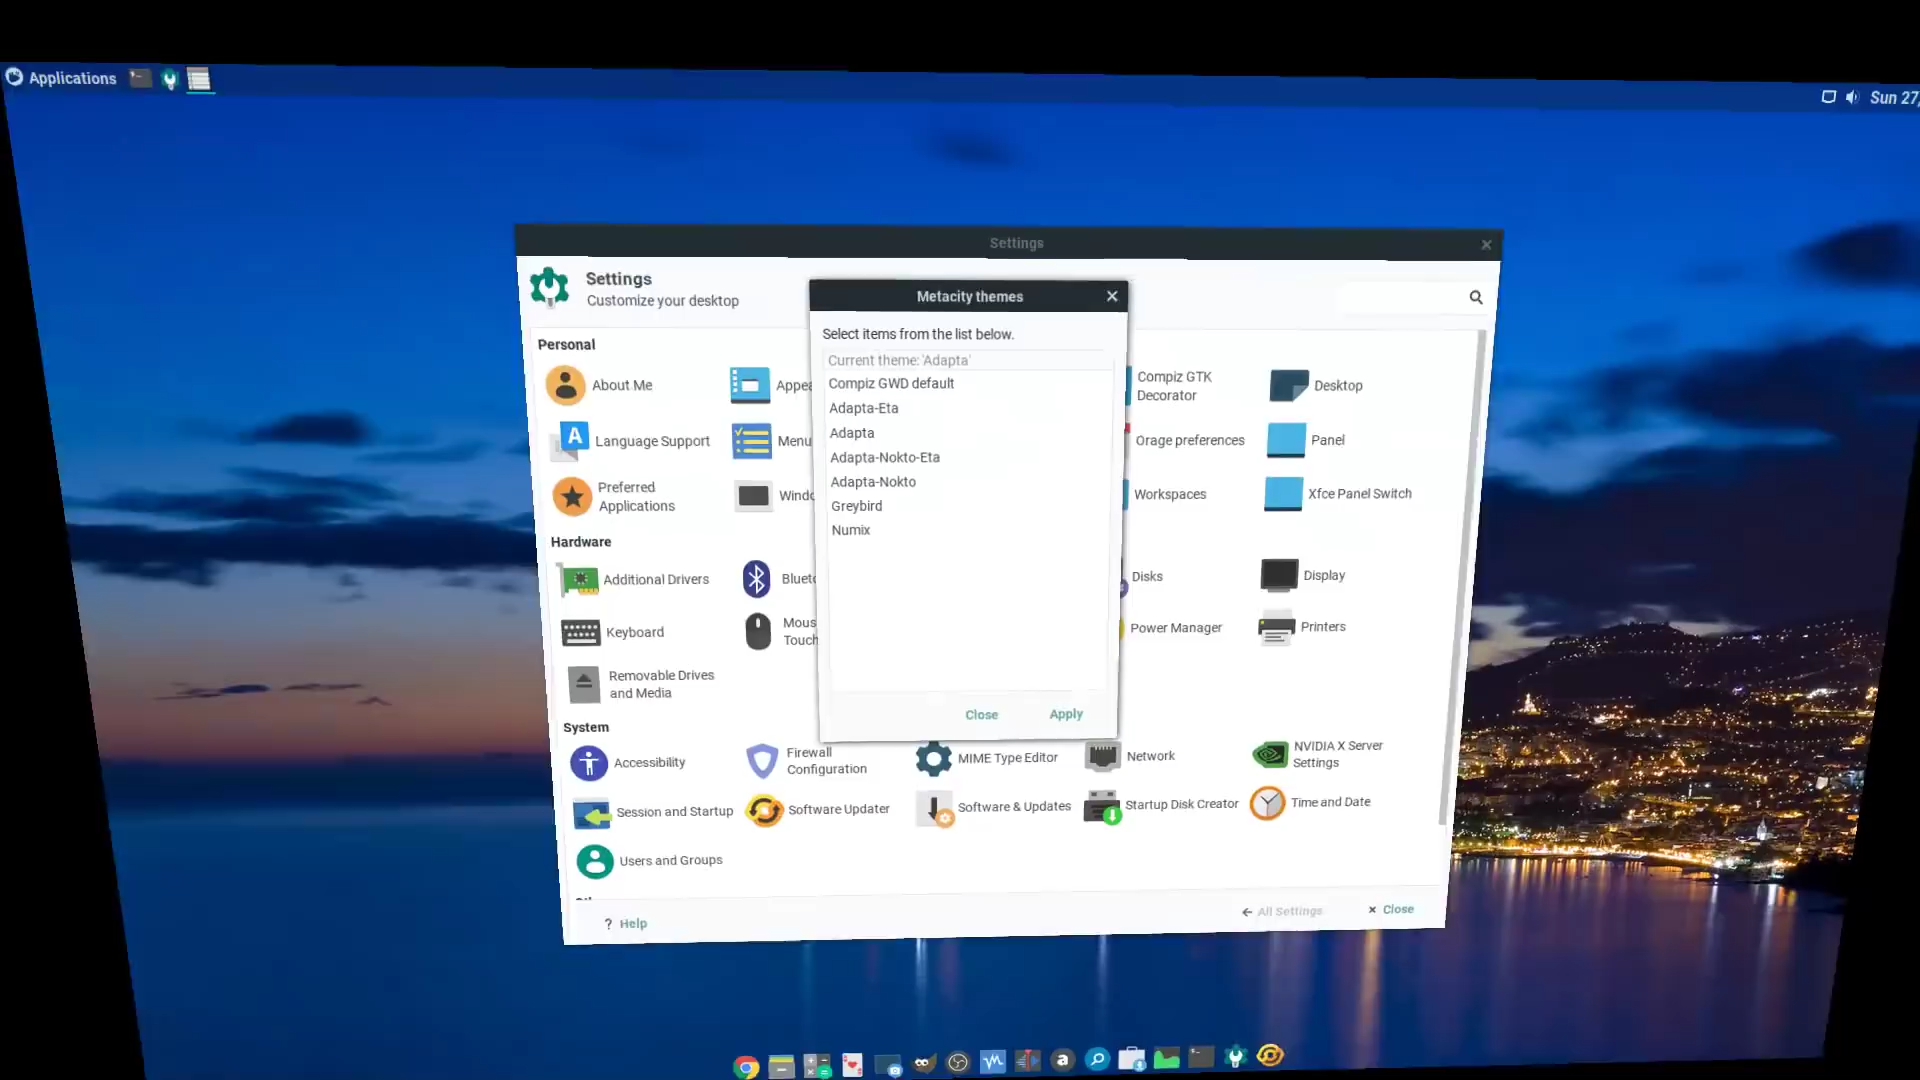 Applications
Sun 27,
Settings
Settings
Customize your desktop
Metacity themes
Select items from the list below.
Current theme: 'Adapta'
Compiz GWD default
Adapta-Eta
Adapta
Adapta-Nokto-Eta
Adapta-Nokto
Greybird
Numix
Close
Apply
Personal
About Me
Appea
Compiz GTK
Decorator
Desktop
Language Support
Menu
Orage preferences
Panel
Preferred
Applications
Windo
Workspaces
Xfce Panel Switch
Hardware
Additional Drivers
Blueto
Disks
Display
Keyboard
Mous
Touch
Power Manager
Printers
Removable Drives
and Media
System
Accessibility
Firewall
Configuration
MIME Type Editor
Network
NVIDIA X Server
Settings
Session and Startup
Software Updater
Software & Updates
Startup Disk Creator
Time and Date
Users and Groups
? Help
All Settings
Close